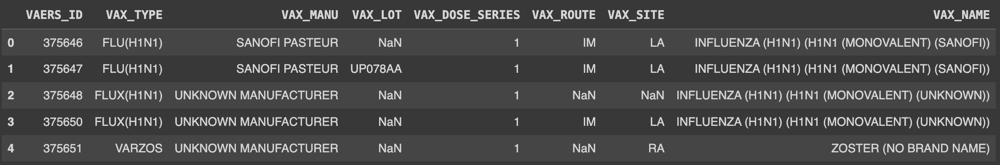 VAERS_ID VAX_TYPE VAX_MANU VAX_LOT VAX_DOSE_SERIES VAX_ROUTE VAX_SITE VAX_NAME
0 375646 FLU(H1N1) SANOFI PASTEUR NaN 1 IM LA INFLUENZA (H1N1) (H1N1 (MONOVALENT) (SANOFI))
1 375647 FLU(H1N1) SANOFI PASTEUR UP078AA 1 IM LA INFLUENZA (H1N1) (H1N1 (MONOVALENT) (SANOFI))
2 375648 FLUX(H1N1) UNKNOWN MANUFACTURER NaN 1 NaN NaN INFLUENZA (H1N1) (H1N1 (MONOVALENT) (UNKNOWN))
3 375650 FLUX(H1N1) UNKNOWN MANUFACTURER NaN 1 IM LA INFLUENZA (H1N1) (H1N1 (MONOVALENT) (UNKNOWN))
4 375651 VARZOS UNKNOWN MANUFACTURER NaN 1 NaN RA ZOSTER (NO BRAND NAME)